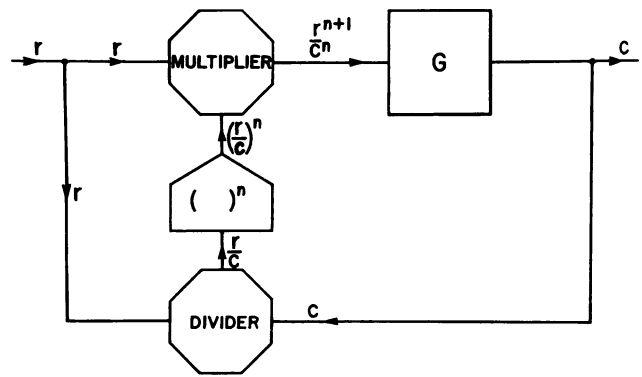 r r MULTIPLIER r^{n+1}/c^n G c
(r/c)^n
r ( )^n
r/c
DIVIDER c